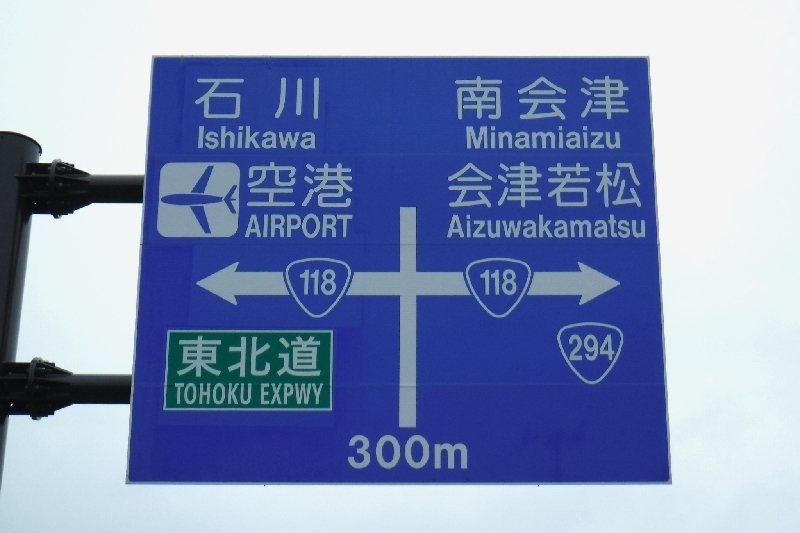 石川
Ishikawa
南会津
Minamiaizu
空港
AIRPORT
会津若松
Aizuwakamatsu
118
118
294
東北道
TOHOKU EXPWY
300m